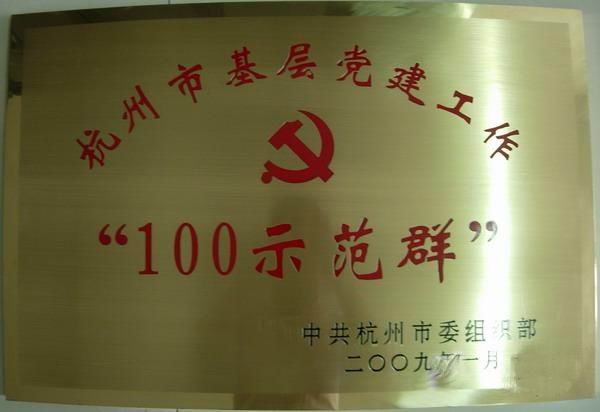 杭州市基层党建工作
“100示范群”
中共杭州市委组织部
二〇〇九年一月